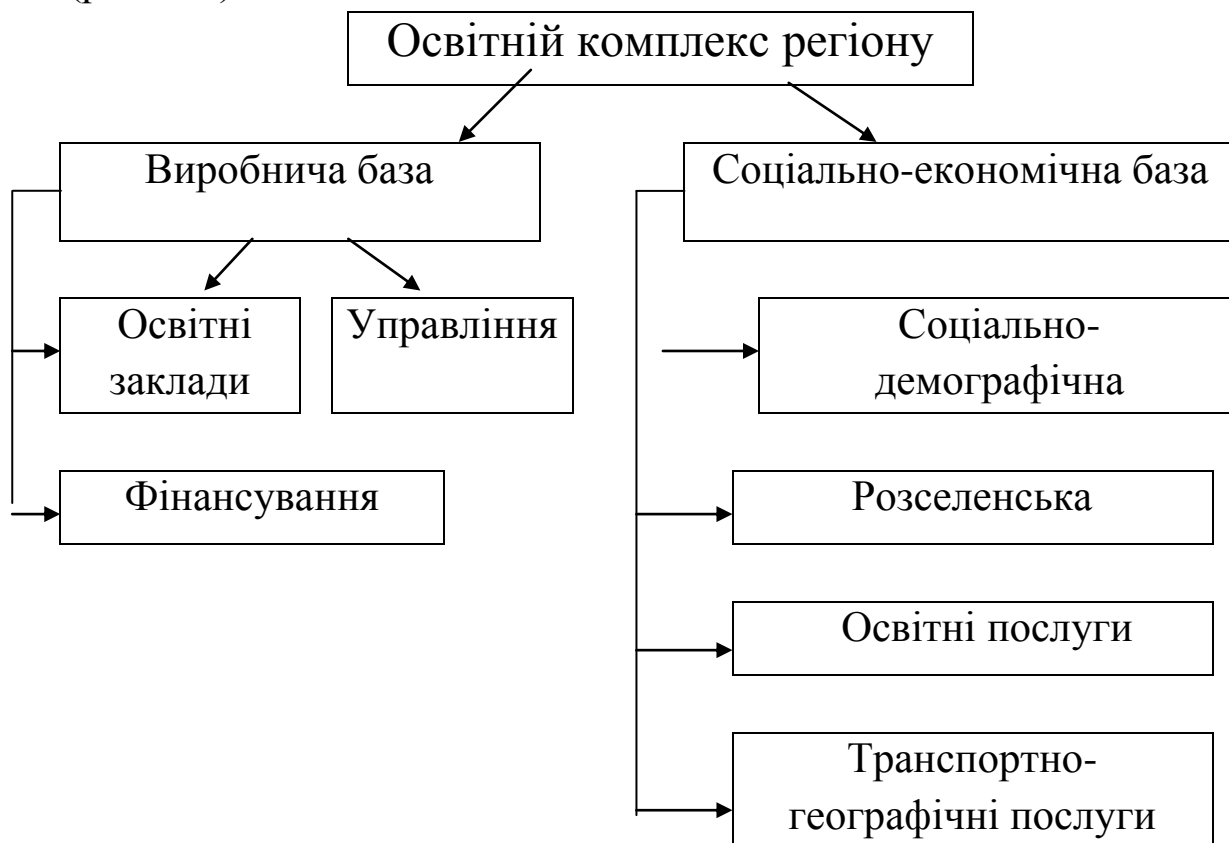 Освітній комплекс регіону
Виробнича база
Соціально-економічна база
Освітні
заклади
Управління
Соціально-
демографічна
Фінансування
Розселенська
Освітні послуги
Транспортно-
географічні послуги